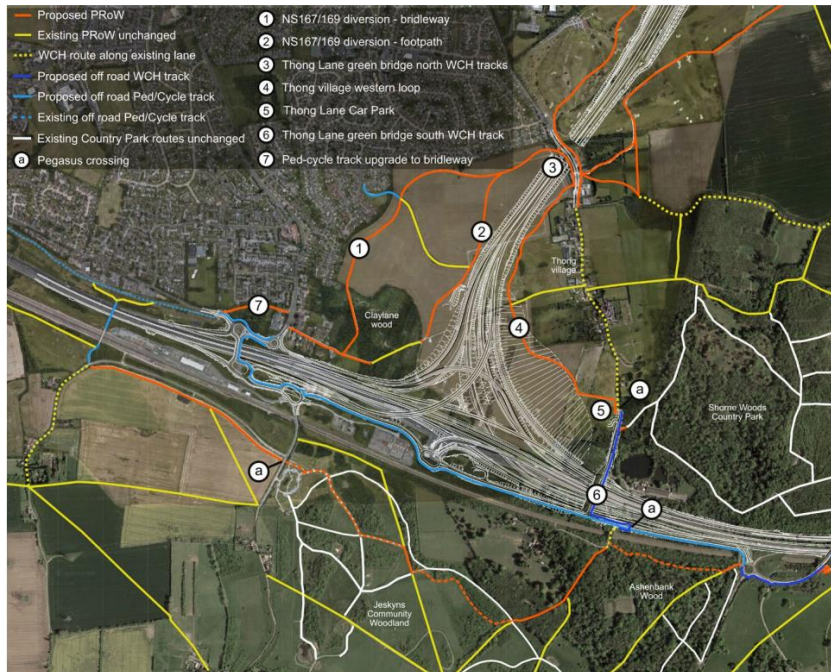 Proposed PRoW
Existing PRoW unchanged
WCH route along existing lane
Proposed off road WCH track
Proposed off road Ped/Cycle track
Existing off road Ped/Cycle track
Existing Country Park routes unchanged
a Pegasus crossing
1 NS167/169 diversion - bridleway
2 NS167/169 diversion - footpath
3 Thong Lane green bridge north WCH tracks
4 Thong village western loop
5 Thong Lane Car Park
6 Thong Lane green bridge south WCH track
7 Ped-cycle track upgrade to bridleway
3
1
2
Thong
village
7
Claylane
wood
4
a
5
Shorne Woods
Country Park
a
6
a
Ashenbank
Wood
Jeskyns
Community
Woodland